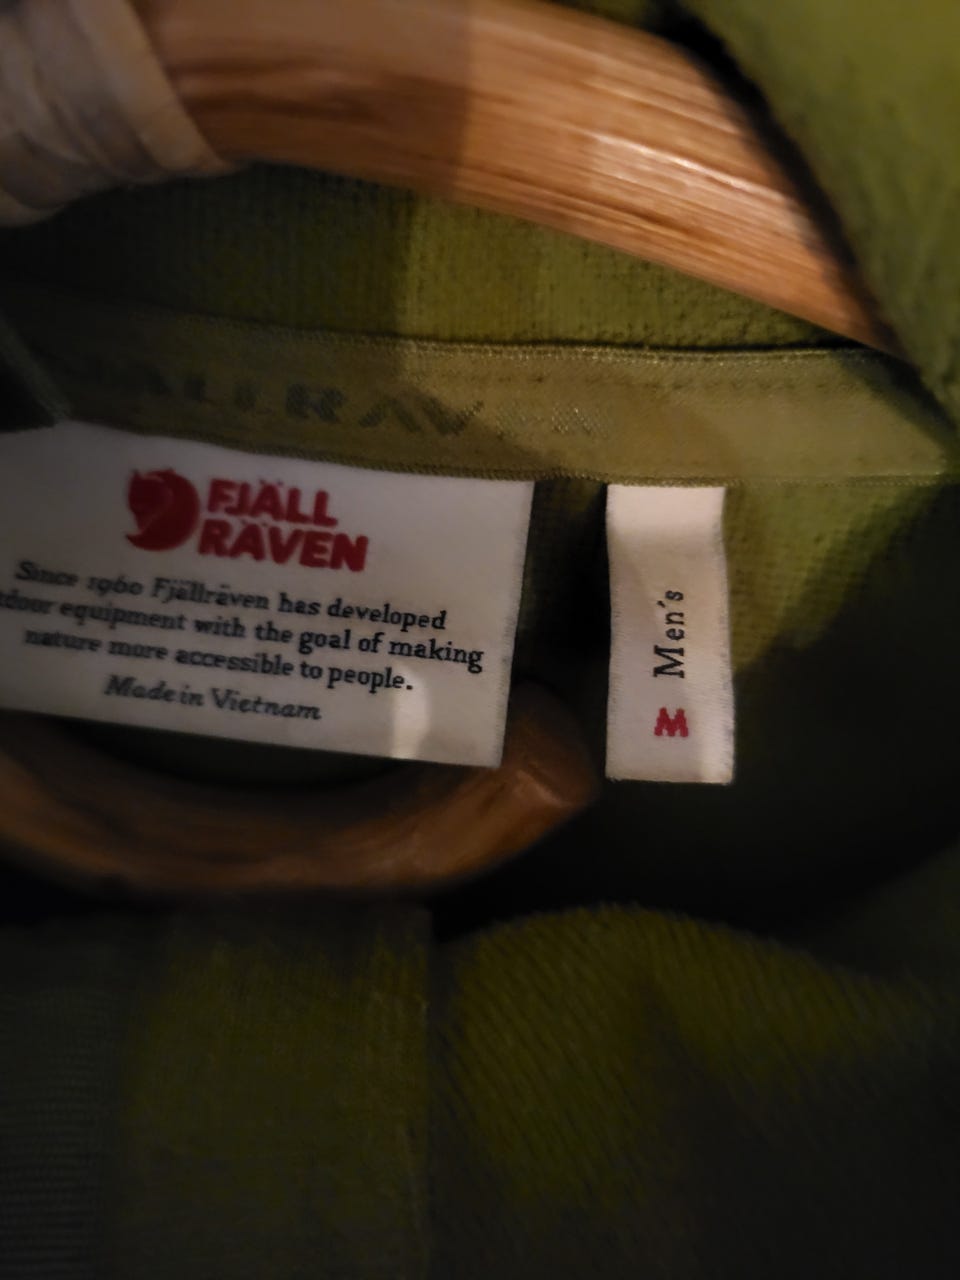 FJÄLL
RÄVEN
Since 1960 Fjällräven has developed
equipment with the goal of making
nature more accessible to people.
Made in Vietnam
Men's
M